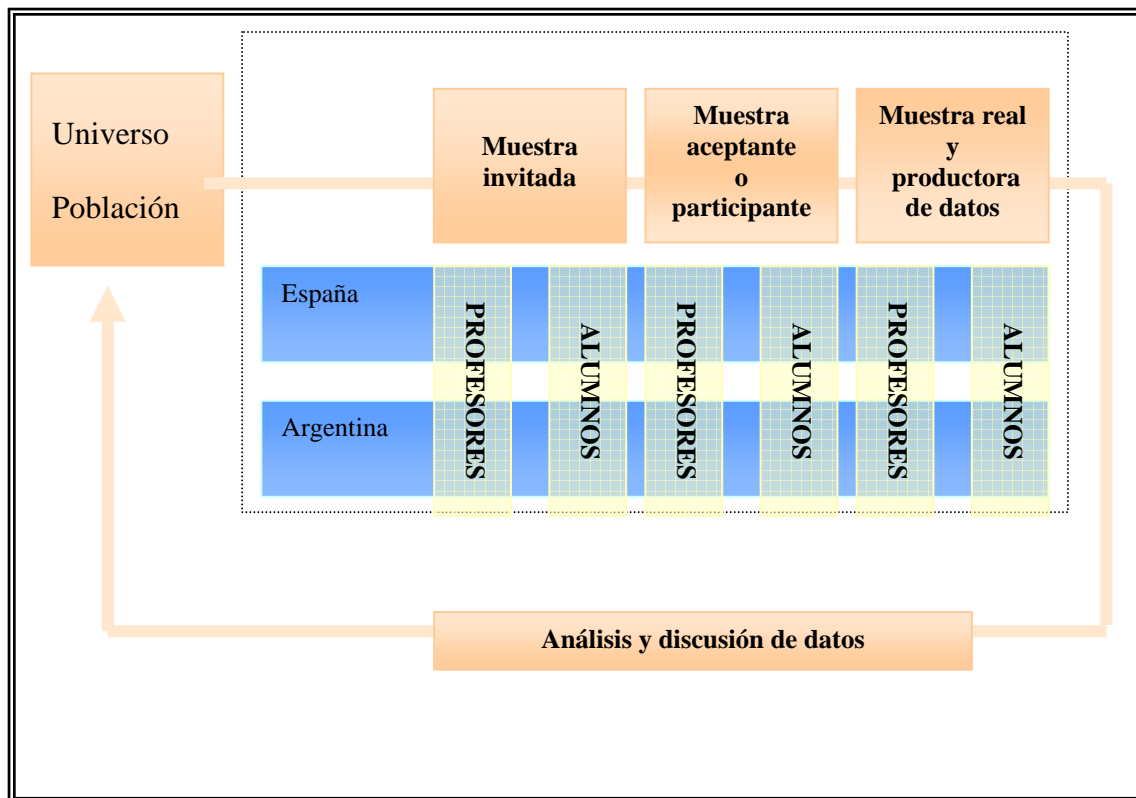 Universo
Población
Muestra
invitada
Muestra
aceptante
o
participante
Muestra real
y
productora
de datos
España
Argentina
PROFESORES
ALUMNOS
PROFESORES
ALUMNOS
PROFESORES
ALUMNOS
Análisis y discusión de datos